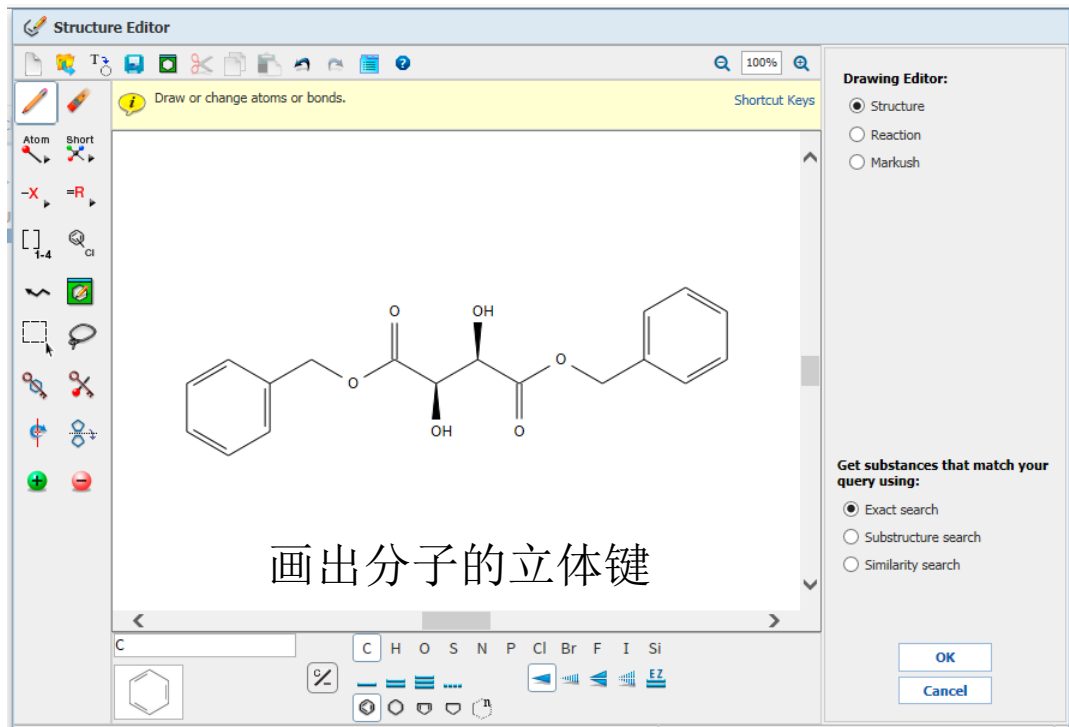 Structure Editor
100%
Draw or change atoms or bonds.
Shortcut Keys
Drawing Editor:
Structure
Reaction
Markush
Atom
Short
-X
=R
[ ]1-4
Cl
O
OH
O
O
OH
O
画出分子的立体键
Get substances that match your
query using:
Exact search
Substructure search
Similarity search
C
C H O S N P Cl Br F I Si
C
EZ
n
OK
Cancel